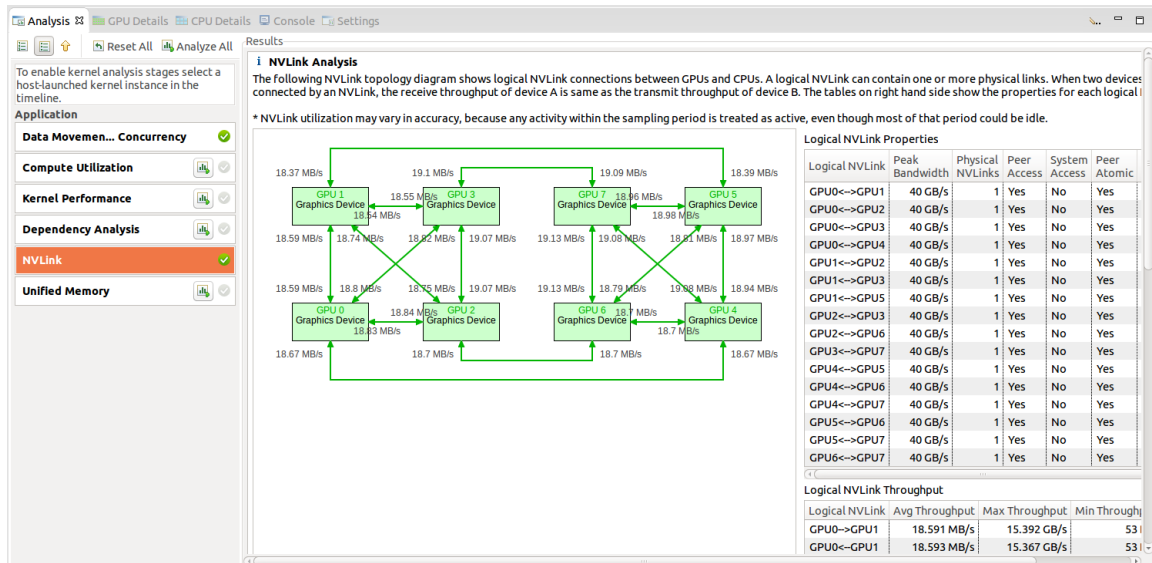 Analysis GPU Details CPU Details Console Settings
Reset All Analyze All
To enable kernel analysis stages select a
host-launched kernel instance in the
timeline.
Application
Data Movemen... Concurrency
Compute Utilization
Kernel Performance
Dependency Analysis
NVLink
Unified Memory
Results
i NVLink Analysis
The following NVLink topology diagram shows logical NVLink connections between GPUs and CPUs. A logical NVLink can contain one or more physical links. When two devices
connected by an NVLink, the receive throughput of device A is same as the transmit throughput of device B. The tables on right hand side show the properties for each logical
* NVLink utilization may vary in accuracy, because any activity within the sampling period is treated as active, even though most of that period could be idle.
18.37 MB/s 19.1 MB/s 19.09 MB/s 18.39 MB/s
GPU 1 18.55 MB/s GPU 3 GPU 7 18.96 MB/s GPU 5
Graphics Device Graphics Device Graphics Device Graphics Device
18.54 MB/s 18.98 MB/s
18.59 MB/s 18.74 MB/s 18.82 MB/s 19.07 MB/s 19.13 MB/s 19.08 MB/s 18.81 MB/s 18.97 MB/s
18.59 MB/s 18.8 MB/s 18.75 MB/s 19.07 MB/s 19.13 MB/s 18.79 MB/s 19.08 MB/s 18.94 MB/s
GPU 0 18.84 MB/s GPU 2 GPU 6 18.7 MB/s GPU 4
Graphics Device Graphics Device Graphics Device Graphics Device
18.83 MB/s 18.7 MB/s
18.67 MB/s 18.7 MB/s 18.7 MB/s 18.67 MB/s
Logical NVLink Properties
Logical NVLink Peak Bandwidth Physical NVLinks Peer Access System Access Peer Atomic
GPU0<-->GPU1 40 GB/s 1 Yes No Yes
GPU0<-->GPU2 40 GB/s 1 Yes No Yes
GPU0<-->GPU3 40 GB/s 1 Yes No Yes
GPU0<-->GPU4 40 GB/s 1 Yes No Yes
GPU1<-->GPU2 40 GB/s 1 Yes No Yes
GPU1<-->GPU3 40 GB/s 1 Yes No Yes
GPU1<-->GPU5 40 GB/s 1 Yes No Yes
GPU2<-->GPU3 40 GB/s 1 Yes No Yes
GPU2<-->GPU6 40 GB/s 1 Yes No Yes
GPU3<-->GPU7 40 GB/s 1 Yes No Yes
GPU4<-->GPU5 40 GB/s 1 Yes No Yes
GPU4<-->GPU6 40 GB/s 1 Yes No Yes
GPU4<-->GPU7 40 GB/s 1 Yes No Yes
GPU5<-->GPU6 40 GB/s 1 Yes No Yes
GPU5<-->GPU7 40 GB/s 1 Yes No Yes
GPU6<-->GPU7 40 GB/s 1 Yes No Yes
Logical NVLink Throughput
Logical NVLink Avg Throughput Max Throughput Min
GPU0-->GPU1 18.591 MB/s 15.392 GB/s 53
GPU0<--GPU1 18.593 MB/s 15.367 GB/s 53